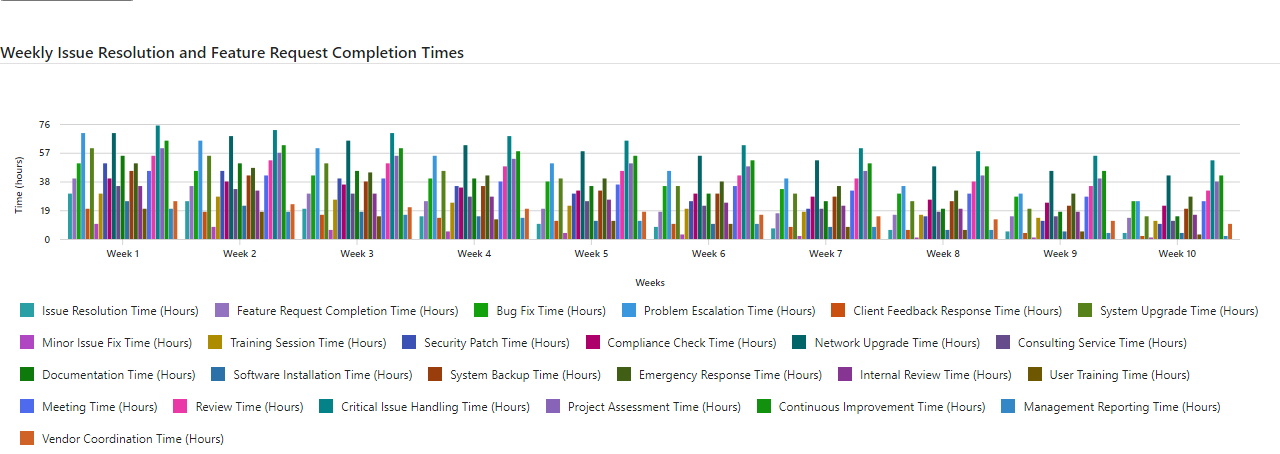 Weekly Issue Resolution and Feature Request Completion Times
76
57
38
19
0
Time (hours)
Week 1 Week 2 Week 3 Week 4 Week 5 Week 6 Week 7 Week 8 Week 9 Week 10
Weeks
Issue Resolution Time (Hours) Feature Request Completion Time (Hours) Bug Fix Time (Hours) Problem Escalation Time (Hours) Client Feedback Response Time (Hours) System Upgrade Time (Hours)
Minor Issue Fix Time (Hours) Training Session Time (Hours) Security Patch Time (Hours) Compliance Check Time (Hours) Network Upgrade Time (Hours) Consulting Service Time (Hours)
Documentation Time (Hours) Software Installation Time (Hours) System Backup Time (Hours) Emergency Response Time (Hours) Internal Review Time (Hours) User Training Time (Hours)
Meeting Time (Hours) Review Time (Hours) Critical Issue Handling Time (Hours) Project Assessment Time (Hours) Continuous Improvement Time (Hours) Management Reporting Time (Hours)
Vendor Coordination Time (Hours)